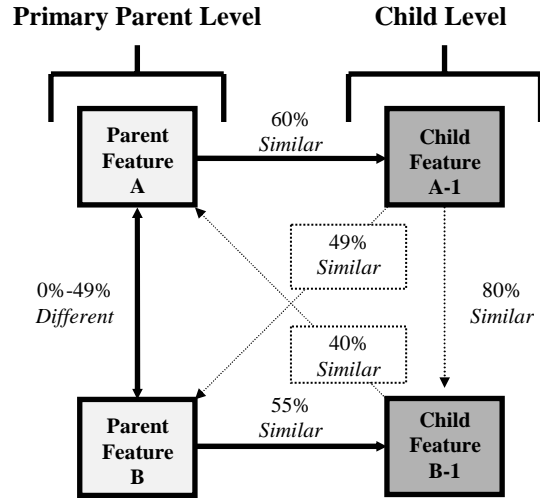 Primary Parent Level
Child Level
60%
Similar
Parent
Feature
A
Child
Feature
A-1
49%
Similar
0%-49%
Different
80%
Similar
40%
Similar
55%
Similar
Parent
Feature
B
Child
Feature
B-1